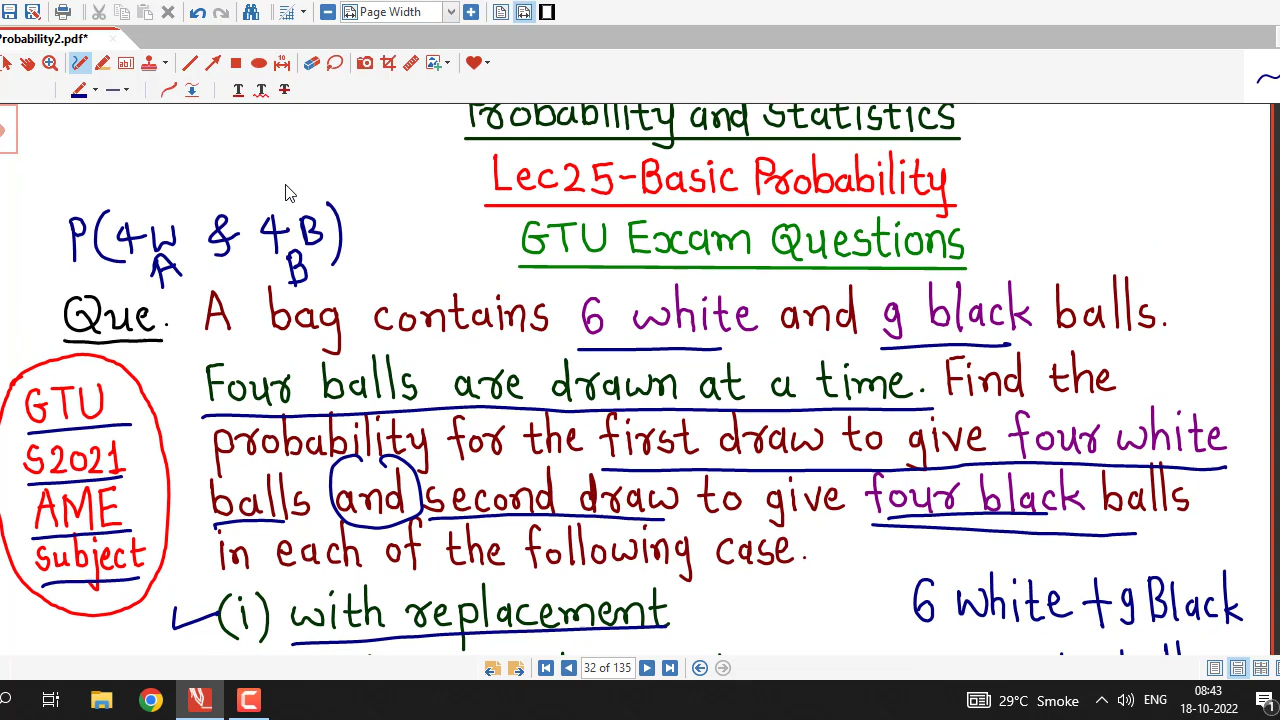 Page Width
Probability2.pdf*
Probability and Statistics
Lec25-Basic Probability
GTU Exam Questions
P(4W & 4B)
A B
Que. A bag contains 6 white and 9 black balls.
Four balls are drawn at a time. Find the
probability for the first draw to give four white
balls and second draw to give four black balls
in each of the following case.
GTU
S2021
AME
subject
(i) with replacement
6 white + 9 Black
32 of 135
29°C Smoke
ENG
08:43
18-10-2022